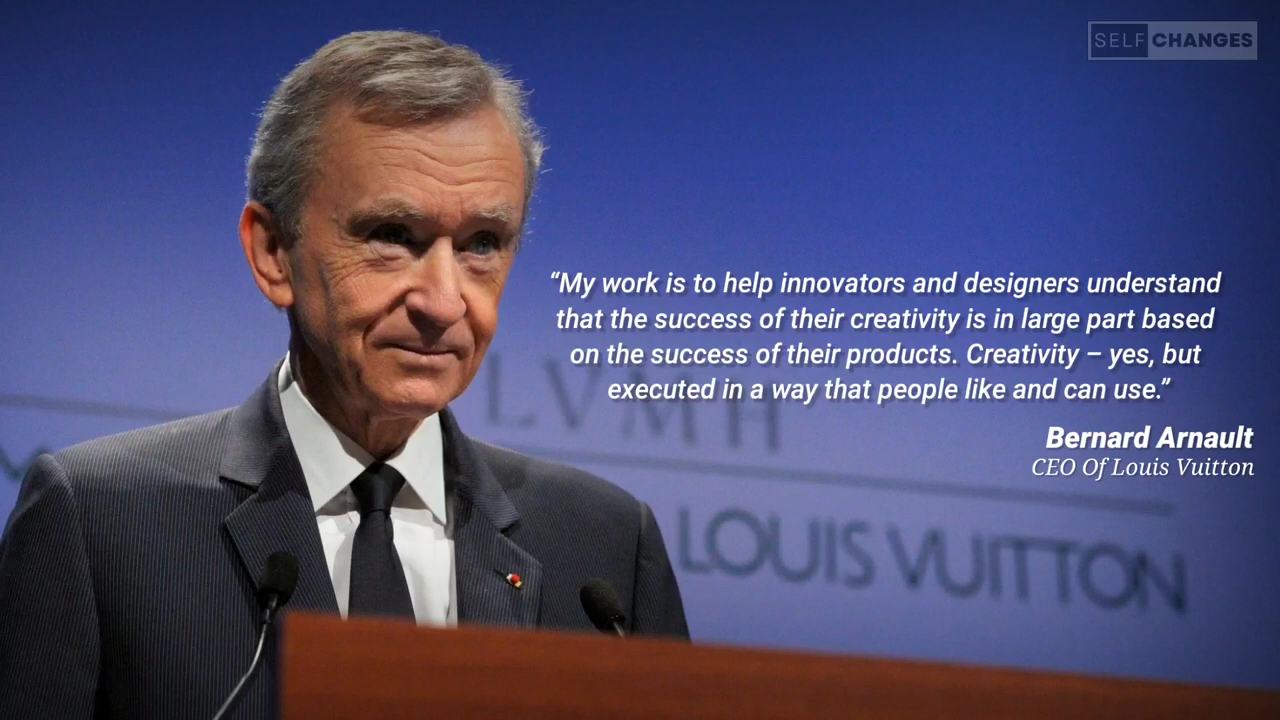 SELF CHANGES
“My work is to help innovators and designers understand
that the success of their creativity is in large part based
on the success of their products. Creativity – yes, but
executed in a way that people like and can use.”
Bernard Arnault
CEO Of Louis Vuitton
LVMH
LOUIS VUITTON